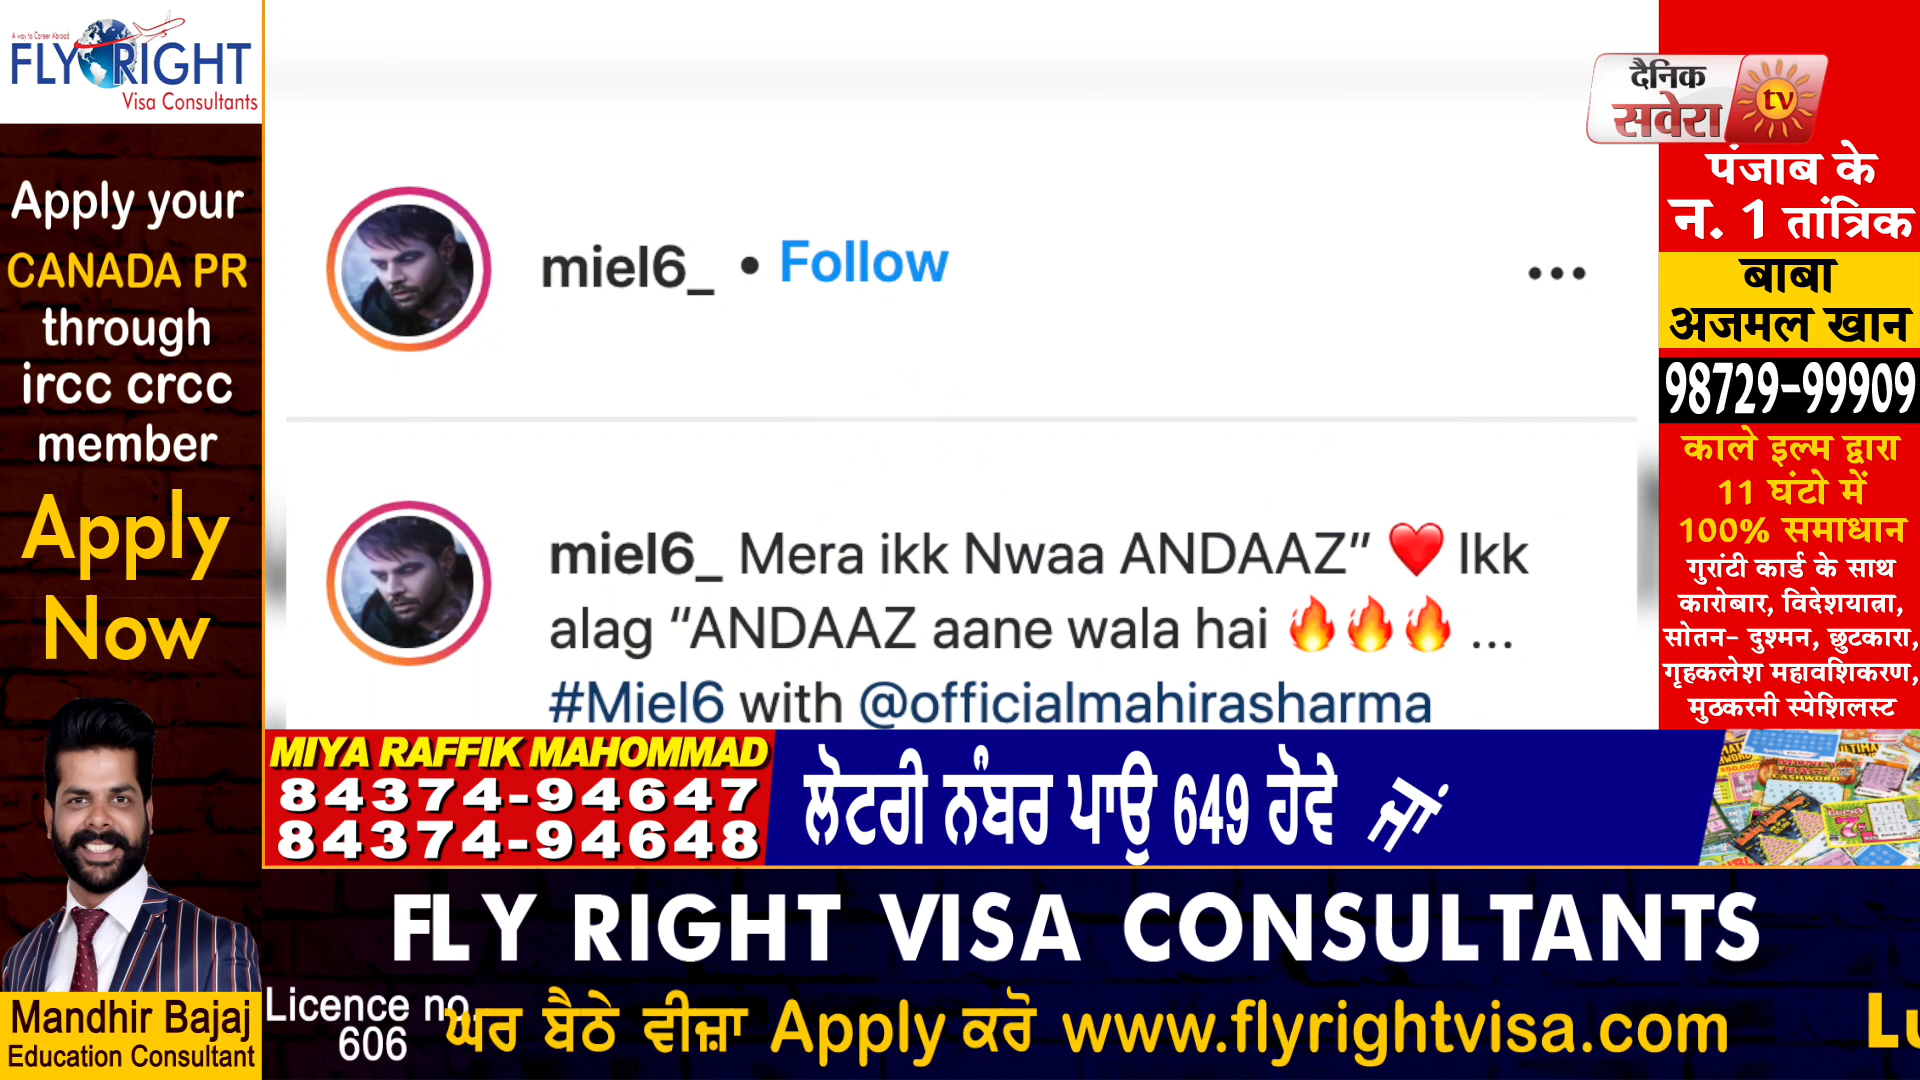 A way to Career Abroad
FLY RIGHT
Visa Consultants
Apply your
CANADA PR
through
ircc crcc
member
Apply
Now
Mandhir Bajaj
Education Consultant
miel6_ • Follow
miel6_ Mera ikk Nwaa ANDAAZ” ❤️ Ikk
alag “ANDAAZ aane wala hai 🔥🔥🔥 ...
#Miel6 with @officialmahirasharma
दैनिक
सवेरा
tv
पंजाब के
न. 1 तांत्रिक
बाबा
अजमल खान
98729-99909
काले इल्म द्वारा
11 घंटो में
100% समाधान
गुरांटी कार्ड के साथ
कारोबार, विदेशयात्रा,
सोतन- दुश्मन, छुटकारा,
गृहकलेश महावशिकरण,
मुठकरनी स्पेशिलस्ट
MIYA RAFFIK MAHOMMAD
84374-94647
84374-94648
ਲੋਟਰੀ ਨੰਬਰ ਪਾਉ 649 ਹੋਵੇ ਜਾਂ
FLY RIGHT VISA CONSULTANTS
Licence no.
606
ਘਰ ਬੈਠੇ ਵੀਜ਼ਾ Apply ਕਰੋ www.flyrightvisa.com